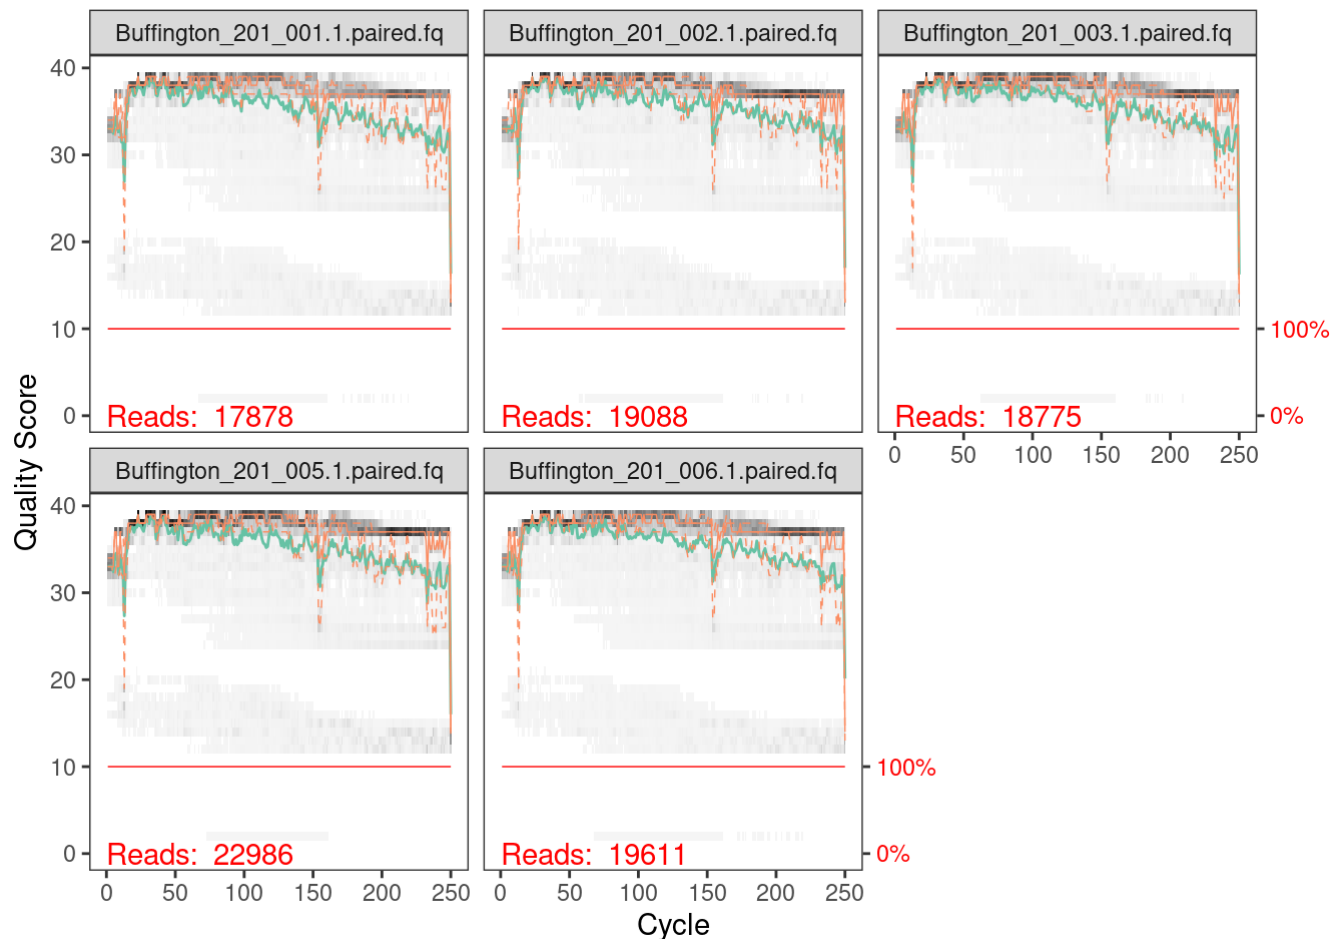 Buffington_201_001.1.paired.fq
Buffington_201_002.1.paired.fq
Buffington_201_003.1.paired.fq
40
30
20
10
0
Reads: 17878
Reads: 19088
Reads: 18775
100%
0%
0 50 100 150 200 250
Quality Score
Buffington_201_005.1.paired.fq
Buffington_201_006.1.paired.fq
40
30
20
10
0
Reads: 22986
Reads: 19611
100%
0%
0 50 100 150 200 250
0 50 100 150 200 250
Cycle